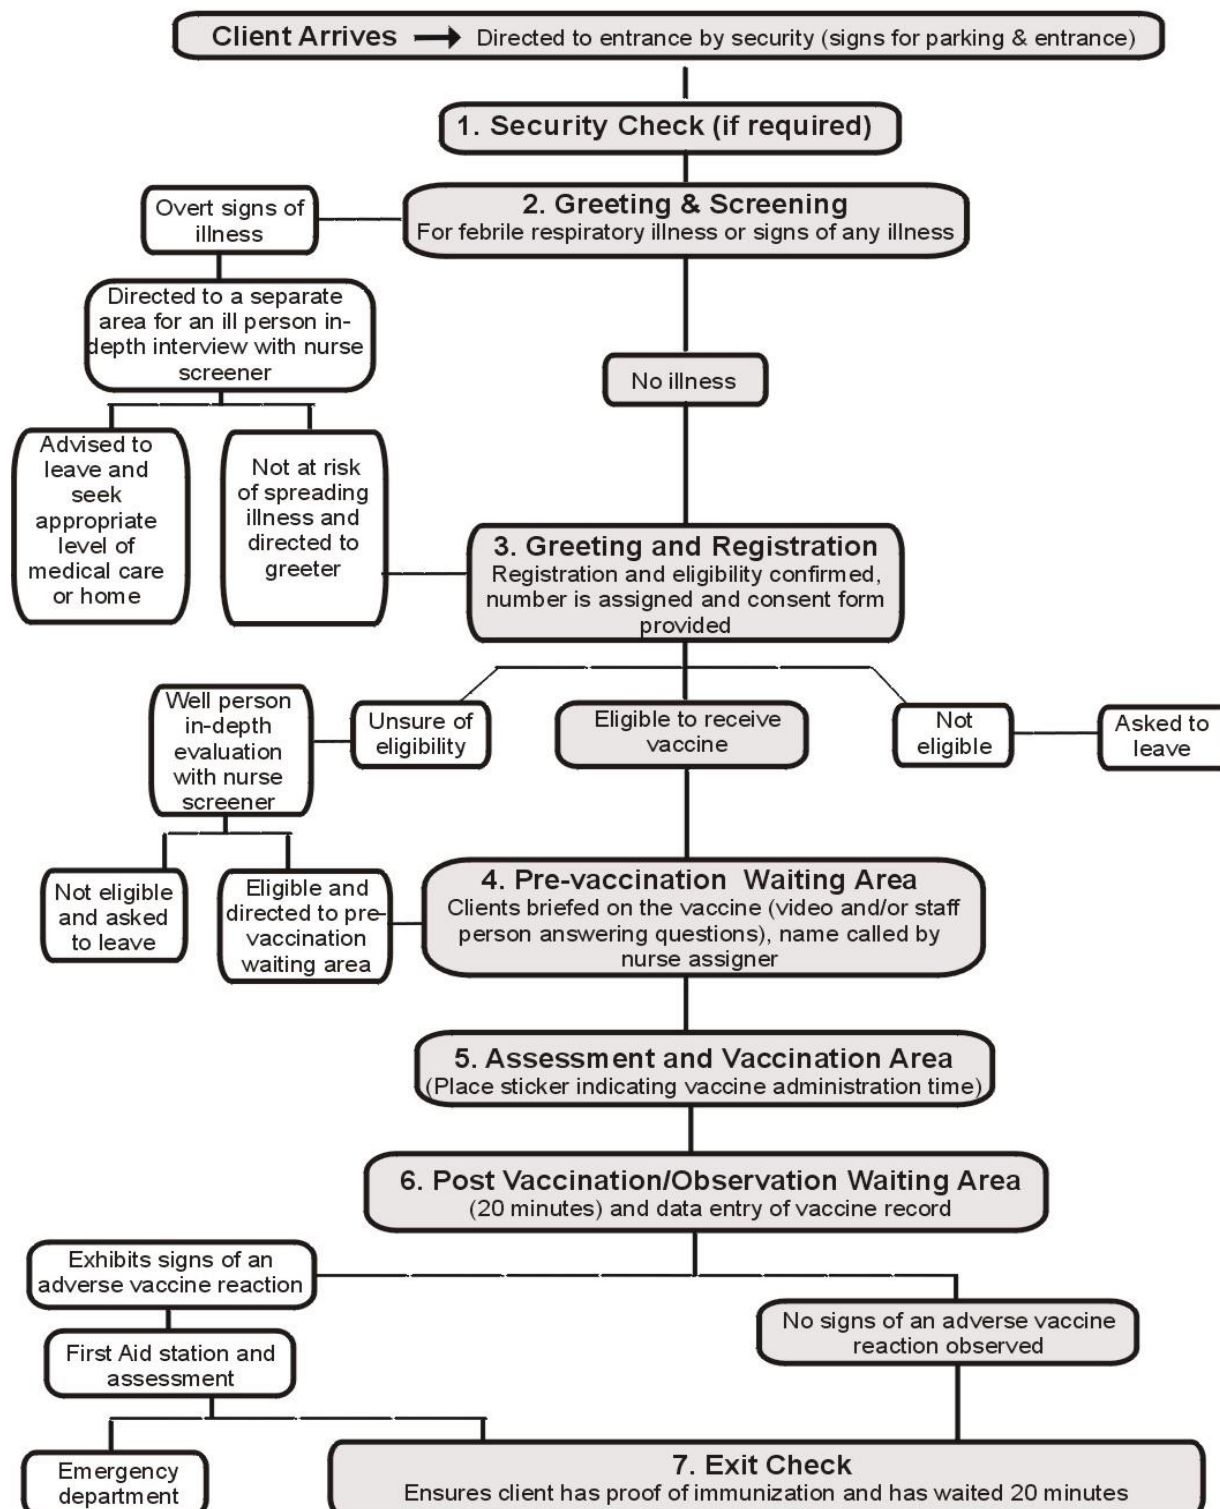 Client Arrives → Directed to entrance by security (signs for parking & entrance)
1. Security Check (if required)
2. Greeting & Screening
For febrile respiratory illness or signs of any illness
Overt signs of
illness
Directed to a separate
area for an ill person in-
depth interview with nurse
screener
No illness
Advised to
leave and
seek
appropriate
level of
medical care
or home
Not at risk
of spreading
illness and
directed to
greeter
3. Greeting and Registration
Registration and eligibility confirmed,
number is assigned and consent form
provided
Well person
in-depth
evaluation
with nurse
screener
Unsure of
eligibility
Eligible to receive
vaccine
Not
eligible
Asked to
leave
Not eligible
and asked
to leave
Eligible and
directed to pre-
vaccination
waiting area
4. Pre-vaccination Waiting Area
Clients briefed on the vaccine (video and/or staff
person answering questions), name called by
nurse assigner
5. Assessment and Vaccination Area
(Place sticker indicating vaccine administration time)
6. Post Vaccination/Observation Waiting Area
(20 minutes) and data entry of vaccine record
Exhibits signs of an
adverse vaccine reaction
No signs of an adverse vaccine
reaction observed
First Aid station and
assessment
Emergency
department
7. Exit Check
Ensures client has proof of immunization and has waited 20 minutes